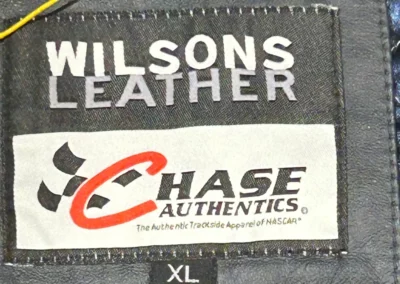 WILSONS
LEATHER
CHASE
AUTHENTICS®
The Authentic Trackside Apparel of NASCAR®
XL